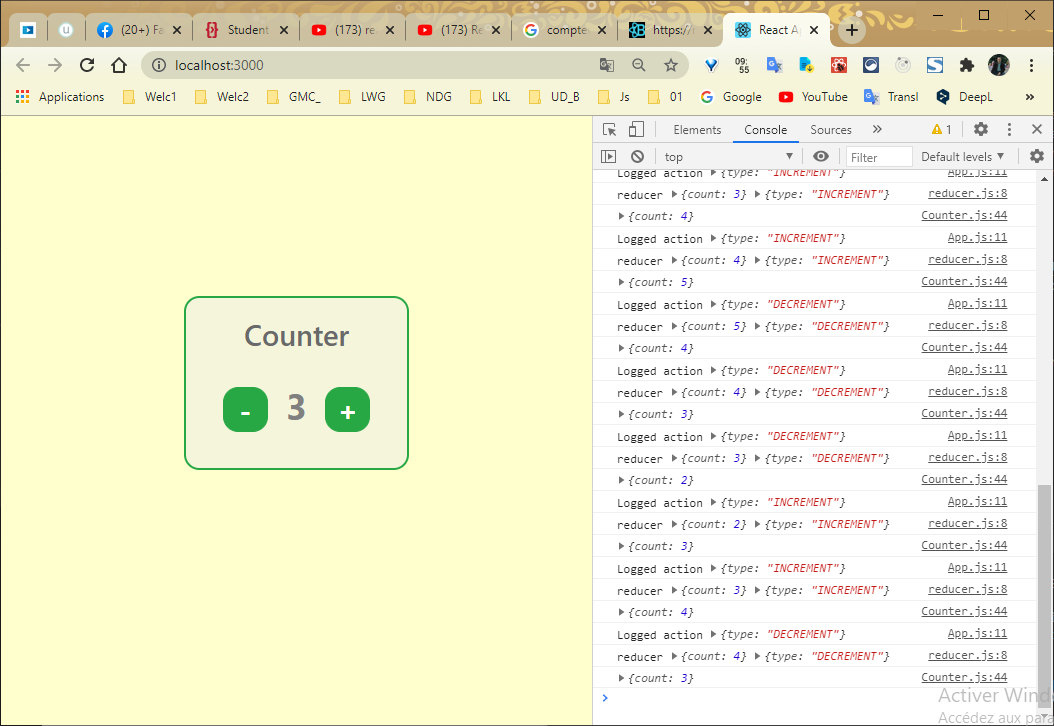 (20+) Fa
Student
(173) re
(173) RE
compte
https://r
React A
localhost:3000
09:
55
Applications Welc1 Welc2 GMC_ LWG NDG LKL UD_B Js 01 Google YouTube Transl DeepL »
Elements Console Sources » 1
top Filter Default levels
Logged action {type: "INCREMENT"} App.js:11
reducer {count: 3} {type: "INCREMENT"} reducer.js:8
{count: 4} Counter.js:44
Logged action {type: "INCREMENT"} App.js:11
reducer {count: 4} {type: "INCREMENT"} reducer.js:8
{count: 5} Counter.js:44
Logged action {type: "DECREMENT"} App.js:11
reducer {count: 5} {type: "DECREMENT"} reducer.js:8
{count: 4} Counter.js:44
Logged action {type: "DECREMENT"} App.js:11
reducer {count: 4} {type: "DECREMENT"} reducer.js:8
{count: 3} Counter.js:44
Logged action {type: "DECREMENT"} App.js:11
reducer {count: 3} {type: "DECREMENT"} reducer.js:8
{count: 2} Counter.js:44
Logged action {type: "INCREMENT"} App.js:11
reducer {count: 2} {type: "INCREMENT"} reducer.js:8
{count: 3} Counter.js:44
Logged action {type: "INCREMENT"} App.js:11
reducer {count: 3} {type: "INCREMENT"} reducer.js:8
{count: 4} Counter.js:44
Logged action {type: "DECREMENT"} App.js:11
reducer {count: 4} {type: "DECREMENT"} reducer.js:8
{count: 3} Counter.js:44
Counter
- 3 +
Activer Wind
Accédez aux para